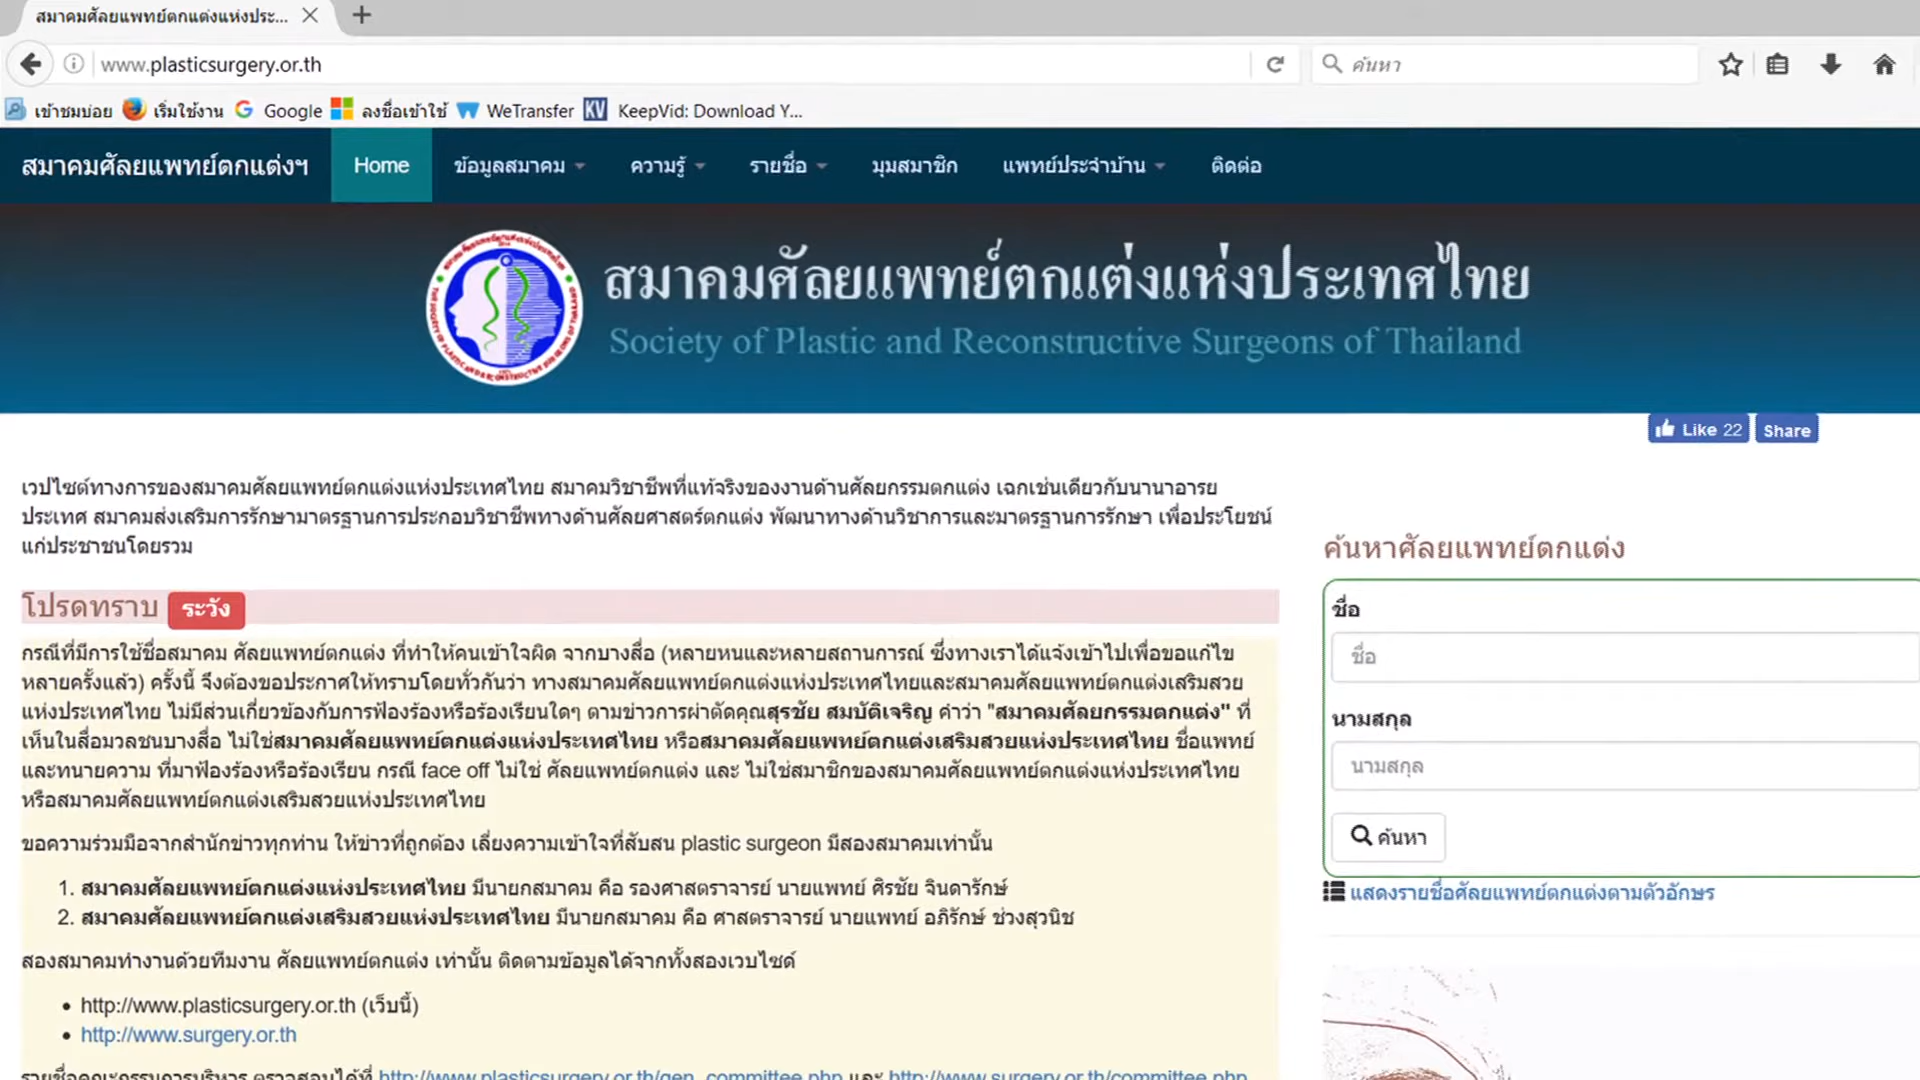 สมาคมศัลยแพทย์ตกแต่งแห่งประ...
www.plasticsurgery.or.th
ค้นหา
เข้าชมบ่อย เริ่มใช้งาน Google ลงชื่อเข้าใช้ WeTransfer KV KeepVid: Download Y...
สมาคมศัลยแพทย์ตกแต่งฯ Home ข้อมูลสมาคม ความรู้ รายชื่อ มุมสมาชิก แพทย์ประจำบ้าน ติดต่อ
สมาคมศัลยแพทย์ตกแต่งแห่งประเทศไทย
Society of Plastic and Reconstructive Surgeons of Thailand
Like 22 Share
เวปไซต์ทางการของสมาคมศัลยแพทย์ตกแต่งแห่งประเทศไทย สมาคมวิชาชีพที่แท้จริงของงานด้านศัลยกรรมตกแต่ง เฉกเช่นเดียวกับนานาอารย
ประเทศ สมาคมส่งเสริมการรักษามาตรฐานการประกอบวิชาชีพทางด้านศัลยศาสตร์ตกแต่ง พัฒนาทางด้านวิชาการและมาตรฐานการรักษา เพื่อประโยชน์
แก่ประชาชนโดยรวม
โปรดทราบ ระวัง
กรณีที่มีการใช้ชื่อสมาคม ศัลยแพทย์ตกแต่ง ที่ทำให้คนเข้าใจผิด จากบางสื่อ (หลายหนและหลายสถานการณ์ ซึ่งทางเราได้แจ้งเข้าไปเพื่อขอแก้ไข
หลายครั้งแล้ว) ครั้งนี้ จึงต้องขอประกาศให้ทราบโดยทั่วกันว่า ทางสมาคมศัลยแพทย์ตกแต่งแห่งประเทศไทยและสมาคมศัลยแพทย์ตกแต่งเสริมสวย
แห่งประเทศไทย ไม่มีส่วนเกี่ยวข้องกับการฟ้องร้องหรือร้องเรียนใดๆ ตามข่าวการผ่าตัดคุณสุรชัย สมบัติเจริญ คำว่า "สมาคมศัลยกรรมตกแต่ง" ที่
เห็นในสื่อมวลชนบางสื่อ ไม่ใช่สมาคมศัลยแพทย์ตกแต่งแห่งประเทศไทย หรือสมาคมศัลยแพทย์ตกแต่งเสริมสวยแห่งประเทศไทย ชื่อแพทย์
และทนายความ ที่มาฟ้องร้องหรือร้องเรียน กรณี face off ไม่ใช่ ศัลยแพทย์ตกแต่ง และ ไม่ใช่สมาชิกของสมาคมศัลยแพทย์ตกแต่งแห่งประเทศไทย
หรือสมาคมศัลยแพทย์ตกแต่งเสริมสวยแห่งประเทศไทย
ขอความร่วมมือจากสำนักข่าวทุกท่าน ให้ข่าวที่ถูกต้อง เลี่ยงความเข้าใจที่สับสน plastic surgeon มีสองสมาคมเท่านั้น
1. สมาคมศัลยแพทย์ตกแต่งแห่งประเทศไทย มีนายกสมาคม คือ รองศาสตราจารย์ นายแพทย์ ศิรชัย จินดารักษ์
2. สมาคมศัลยแพทย์ตกแต่งเสริมสวยแห่งประเทศไทย มีนายกสมาคม คือ ศาสตราจารย์ นายแพทย์ อภิรักษ์ ช่วงสุวนิช
สองสมาคมทำงานด้วยทีมงาน ศัลยแพทย์ตกแต่ง เท่านั้น ติดตามข้อมูลได้จากทั้งสองเวบไซด์
http://www.plasticsurgery.or.th (เว็บนี้)
http://www.surgery.or.th
รายชื่อคณะกรรมการบริหาร ตรวจสอบได้ที่ http://www.plasticsurgery.or.th/gen_committee.php และ http://www.surgery.or.th/committee.php
ค้นหาศัลยแพทย์ตกแต่ง
ชื่อ
ชื่อ
นามสกุล
นามสกุล
ค้นหา
แสดงรายชื่อศัลยแพทย์ตกแต่งตามตัวอักษร